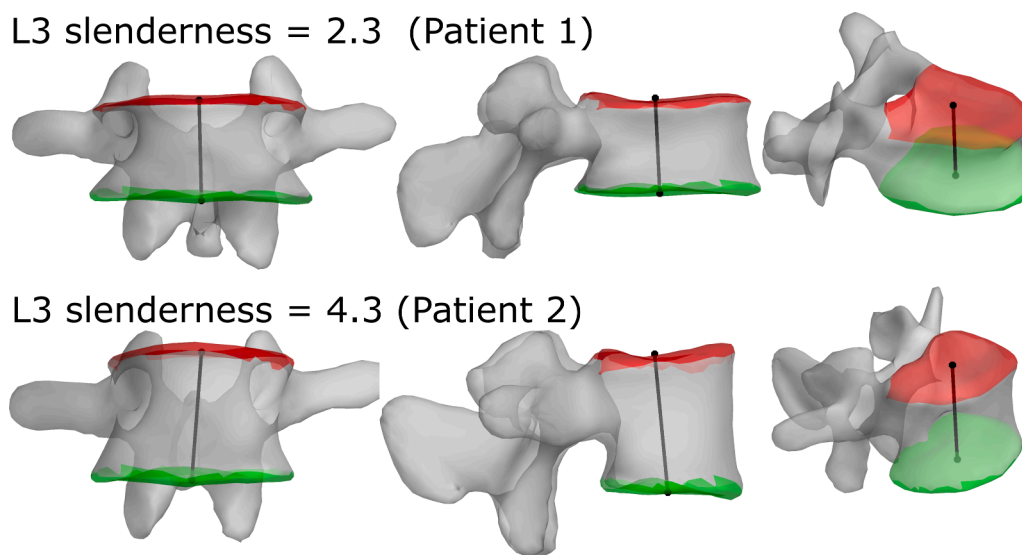 L3 slenderness = 2.3 (Patient 1)
L3 slenderness = 4.3 (Patient 2)